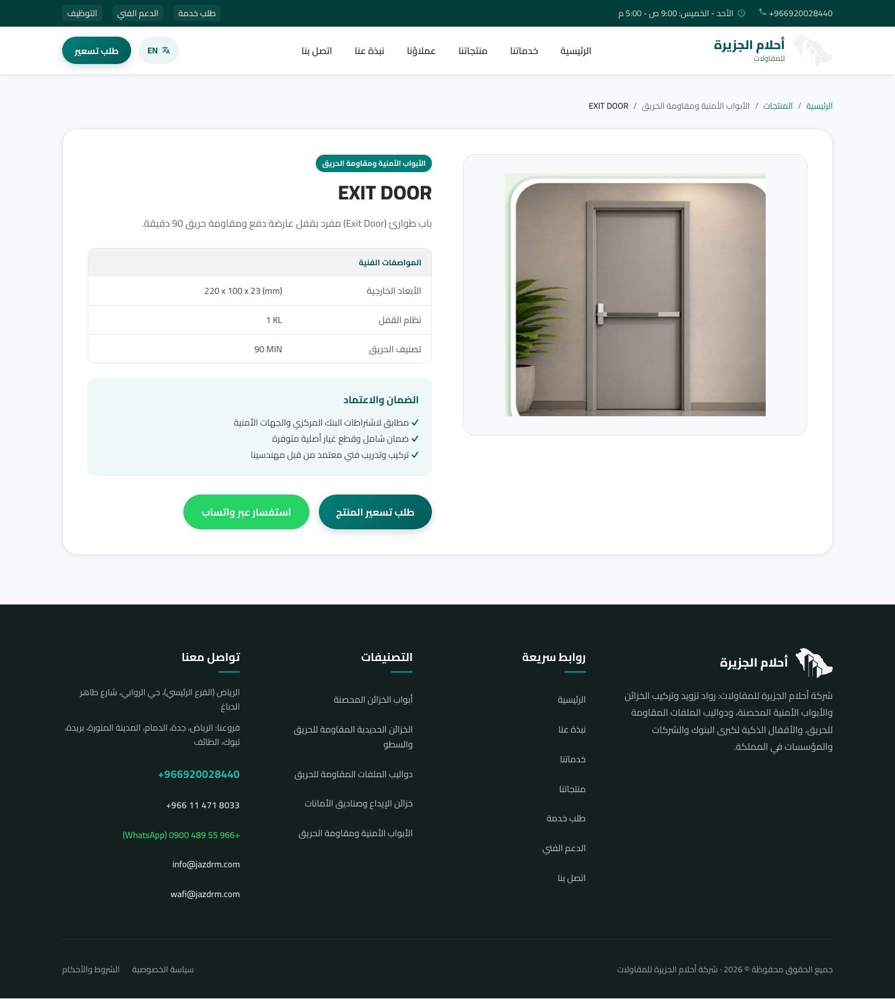 +966920028440
الأحد - الخميس: 9:00 ص - 5:00 م
طلب خدمة
الدعم الفني
التوظيف
أحلام الجزيرة
للمقاولات
الرئيسية
خدماتنا
منتجاتنا
عملاؤنا
نبذة عنا
اتصل بنا
EN
طلب تسعير
الرئيسية / المنتجات / الأبواب الأمنية ومقاومة الحريق / EXIT DOOR
الأبواب الأمنية ومقاومة الحريق
EXIT DOOR
باب طوارئ (Exit Door) مفرد بقفل عارضة دفع ومقاومة حريق 90 دقيقة.
المواصفات الفنية
الأبعاد الخارجية 220 x 100 x 23 (mm)
نظام القفل 1 KL
تصنيف الحريق 90 MIN
الضمان والاعتماد
✓ مطابق لاشتراطات البنك المركزي والجهات الأمنية
✓ ضمان شامل وقطع غيار أصلية متوفرة
✓ تركيب وتدريب فني معتمد من قبل مهندسينا
طلب تسعير المنتج
استفسار عبر واتساب
أحلام الجزيرة
شركة أحلام الجزيرة للمقاولات: رواد تزويد وتركيب الخزائن
والأبواب الأمنية المحصنة، ودواليب الملفات المقاومة
للحريق، والأقفال الذكية لكبرى البنوك والشركات
والمؤسسات في المملكة.
روابط سريعة
الرئيسية
نبذة عنا
خدماتنا
منتجاتنا
طلب خدمة
الدعم الفني
اتصل بنا
التصنيفات
أبواب الخزائن المحصنة
الخزائن الحديدية المقاومة للحريق
والسطو
دواليب الملفات المقاومة للحريق
خزائن الإيداع وصناديق الأمانات
الأبواب الأمنية ومقاومة الحريق
تواصل معنا
الرياض (الفرع الرئيسي)، حي الروابي، شارع طاهر
الدباغ
فروعنا: الرياض، جدة، الدمام، المدينة المنورة، بريدة،
تبوك، الطائف
+966920028440
+966 11 471 8033
+966 55 489 0900 (WhatsApp)
info@jazdrm.com
wafi@jazdrm.com
جميع الحقوق محفوظة © 2026 · شركة أحلام الجزيرة للمقاولات
سياسة الخصوصية
الشروط والأحكام